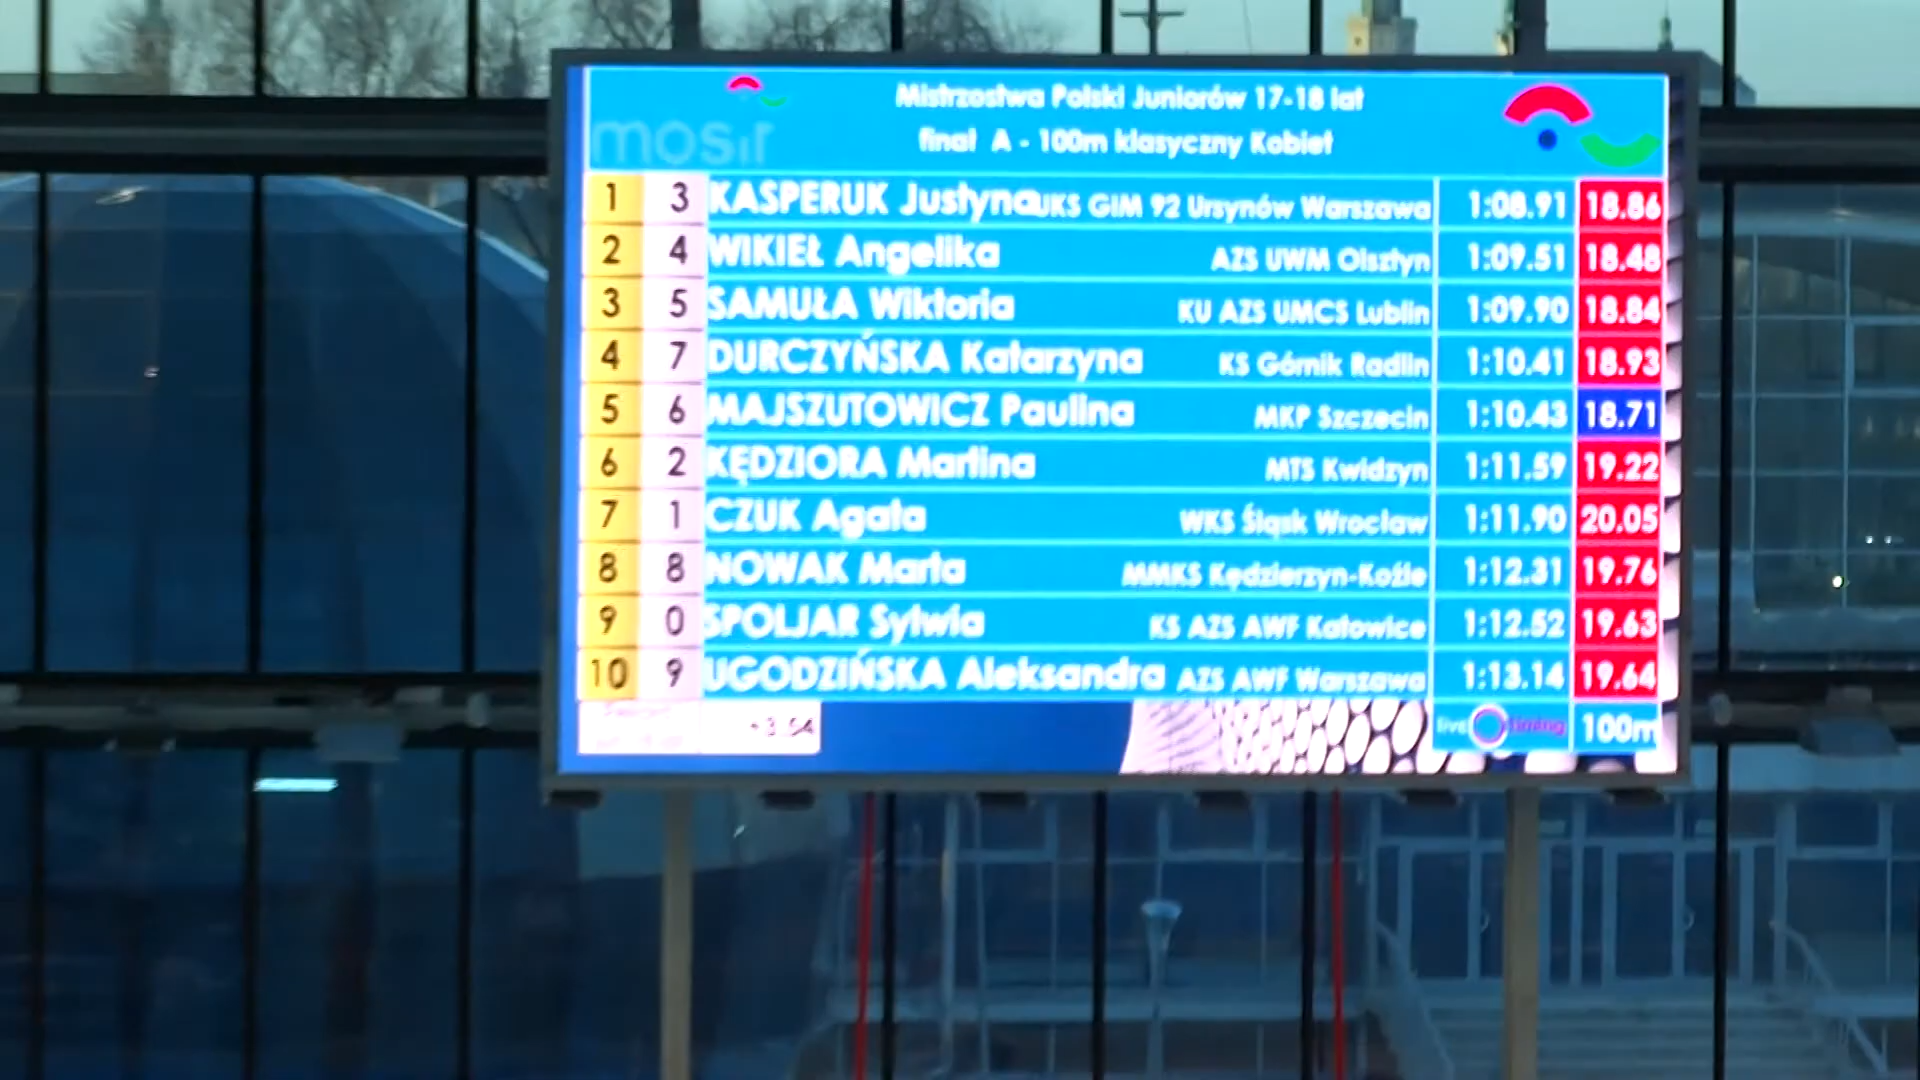 mosir
Mistrzostwa Polski Juniorów 17-18 lat
finał A - 100m klasyczny Kobiet
1 3 KASPERUK Justyna UKS GIM 92 Ursynów Warszawa 1:08.91 18.86
2 4 WIKIEŁ Angelika AZS UWM Olsztyn 1:09.51 18.48
3 5 SAMUŁA Wiktoria KU AZS UMCS Lublin 1:09.90 18.84
4 7 DURCZYŃSKA Katarzyna KS Górnik Radlin 1:10.41 18.93
5 6 MAJSZUTOWICZ Paulina MKP Szczecin 1:10.43 18.71
6 2 KĘDZIORA Martina MTS Kwidzyn 1:11.59 19.22
7 1 CZUK Agata WKS Śląsk Wrocław 1:11.90 20.05
8 8 NOWAK Marta MMKS Kędzierzyn-Koźle 1:12.31 19.76
9 0 SPOLJAR Sylwia KS AZS AWF Katowice 1:12.52 19.63
10 9 UGODZIŃSKA Aleksandra AZS AWF Warszawa 1:13.14 19.64
+3.54 live timing 100m